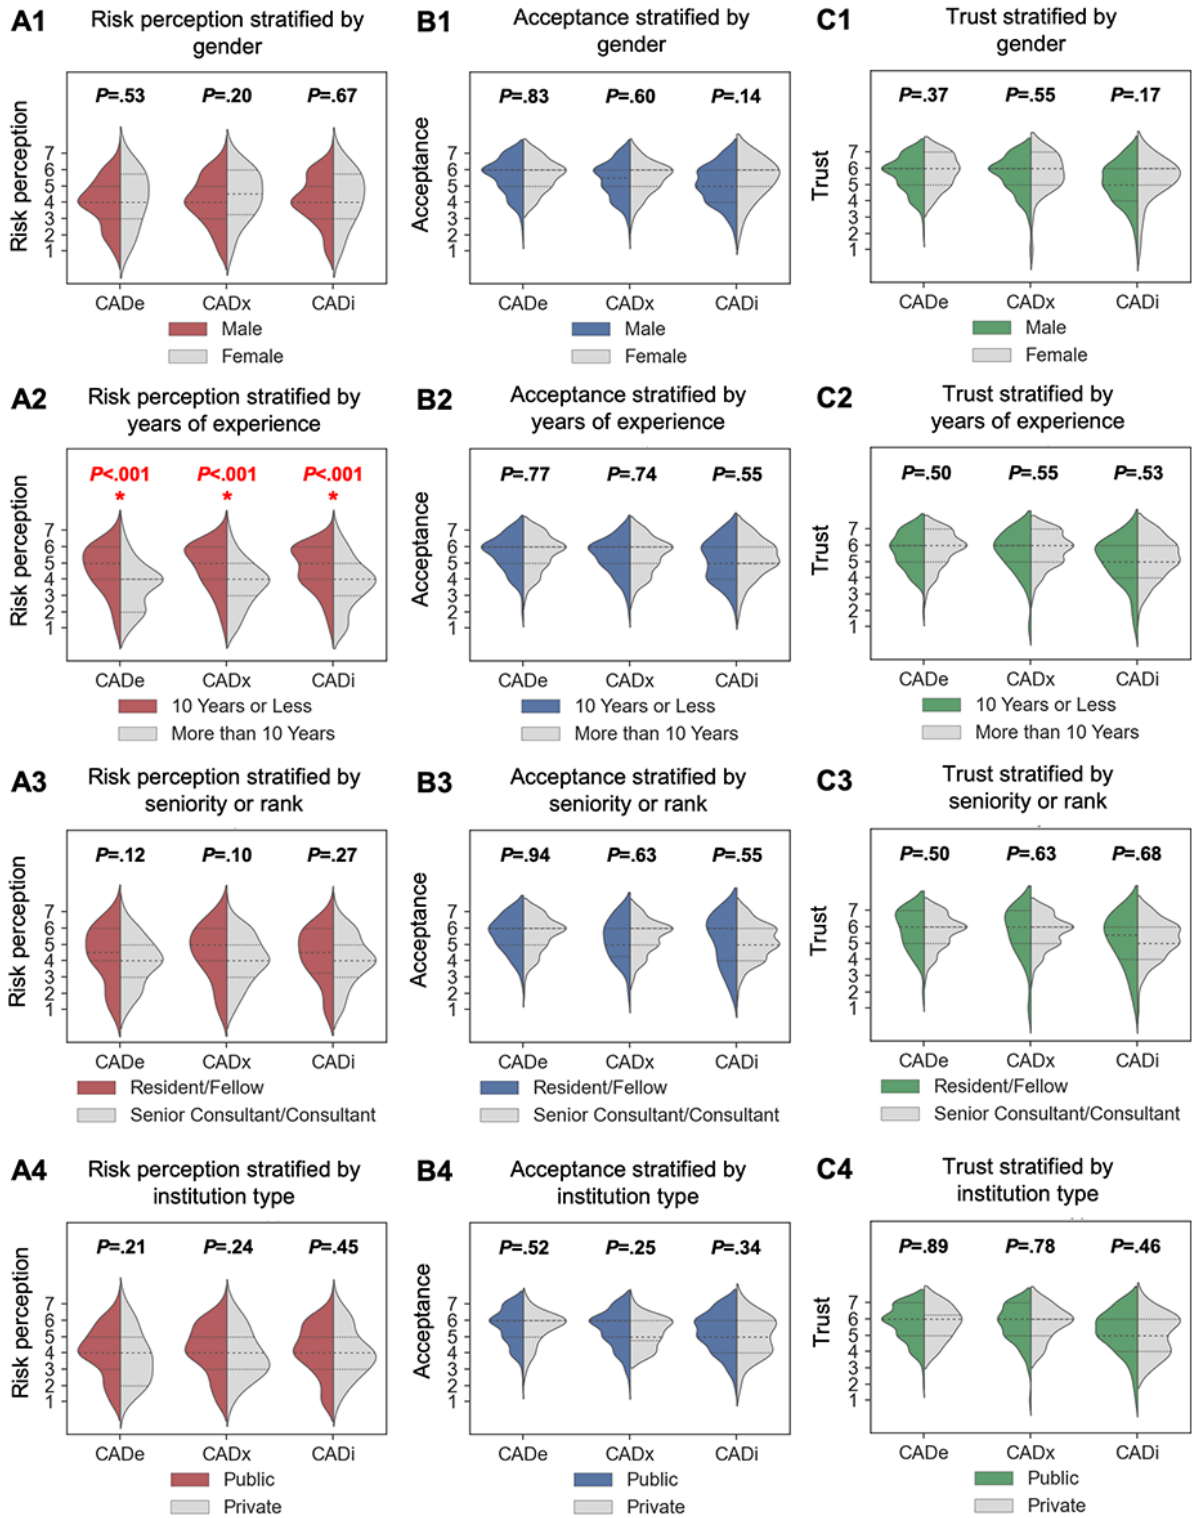 A1
Risk perception stratified by
gender
P=.53 P=.20 P=.67
Risk perception
7
6
5
4
3
2
1
CADe CADx CADi
Male
Female
B1
Acceptance stratified by
gender
P=.83 P=.60 P=.14
Acceptance
7
6
5
4
3
2
1
CADe CADx CADi
Male
Female
C1
Trust stratified by
gender
P=.37 P=.55 P=.17
Trust
7
6
5
4
3
2
1
CADe CADx CADi
Male
Female
A2
Risk perception stratified by
years of experience
P<.001 P<.001 P<.001
* * *
Risk perception
7
6
5
4
3
2
1
CADe CADx CADi
10 Years or Less
More than 10 Years
B2
Acceptance stratified by
years of experience
P=.77 P=.74 P=.55
Acceptance
7
6
5
4
3
2
1
CADe CADx CADi
10 Years or Less
More than 10 Years
C2
Trust stratified by
years of experience
P=.50 P=.55 P=.53
Trust
7
6
5
4
3
2
1
CADe CADx CADi
10 Years or Less
More than 10 Years
A3
Risk perception stratified by
seniority or rank
P=.12 P=.10 P=.27
Risk perception
7
6
5
4
3
2
1
CADe CADx CADi
Resident/Fellow
Senior Consultant/Consultant
B3
Acceptance stratified by
seniority or rank
P=.94 P=.63 P=.55
Acceptance
7
6
5
4
3
2
1
CADe CADx CADi
Resident/Fellow
Senior Consultant/Consultant
C3
Trust stratified by
seniority or rank
P=.50 P=.63 P=.68
Trust
7
6
5
4
3
2
1
CADe CADx CADi
Resident/Fellow
Senior Consultant/Consultant
A4
Risk perception stratified by
institution type
P=.21 P=.24 P=.45
Risk perception
7
6
5
4
3
2
1
CADe CADx CADi
Public
Private
B4
Acceptance stratified by
institution type
P=.52 P=.25 P=.34
Acceptance
7
6
5
4
3
2
1
CADe CADx CADi
Public
Private
C4
Trust stratified by
institution type
P=.89 P=.78 P=.46
Trust
7
6
5
4
3
2
1
CADe CADx CADi
Public
Private